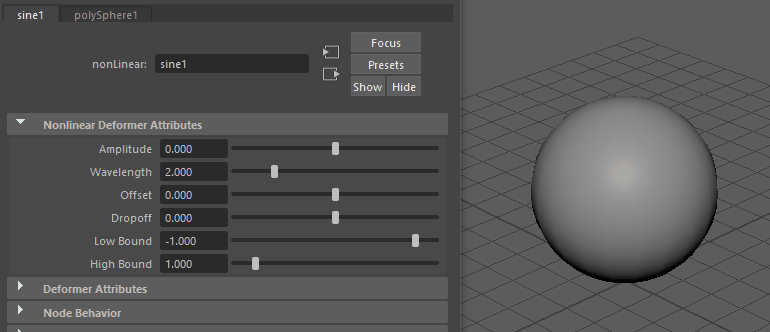 sine1 polySphere1
Focus
nonLinear: sine1
Presets
Show Hide
Nonlinear Deformer Attributes
Amplitude 0.000
Wavelength 2.000
Offset 0.000
Dropoff 0.000
Low Bound -1.000
High Bound 1.000
Deformer Attributes
Node Behavior